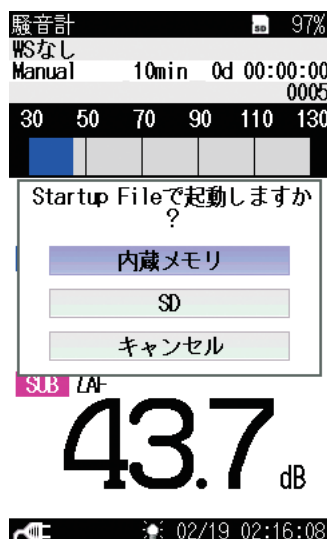 騒音計 SD 97%
WSなし
Manual 10min 0d 00:00:00
0005
30 50 70 90 110 130
Startup Fileで起動しますか
?
内蔵メモリ
SD
キャンセル
SUB
43.7 dB
02/19 02:16:08